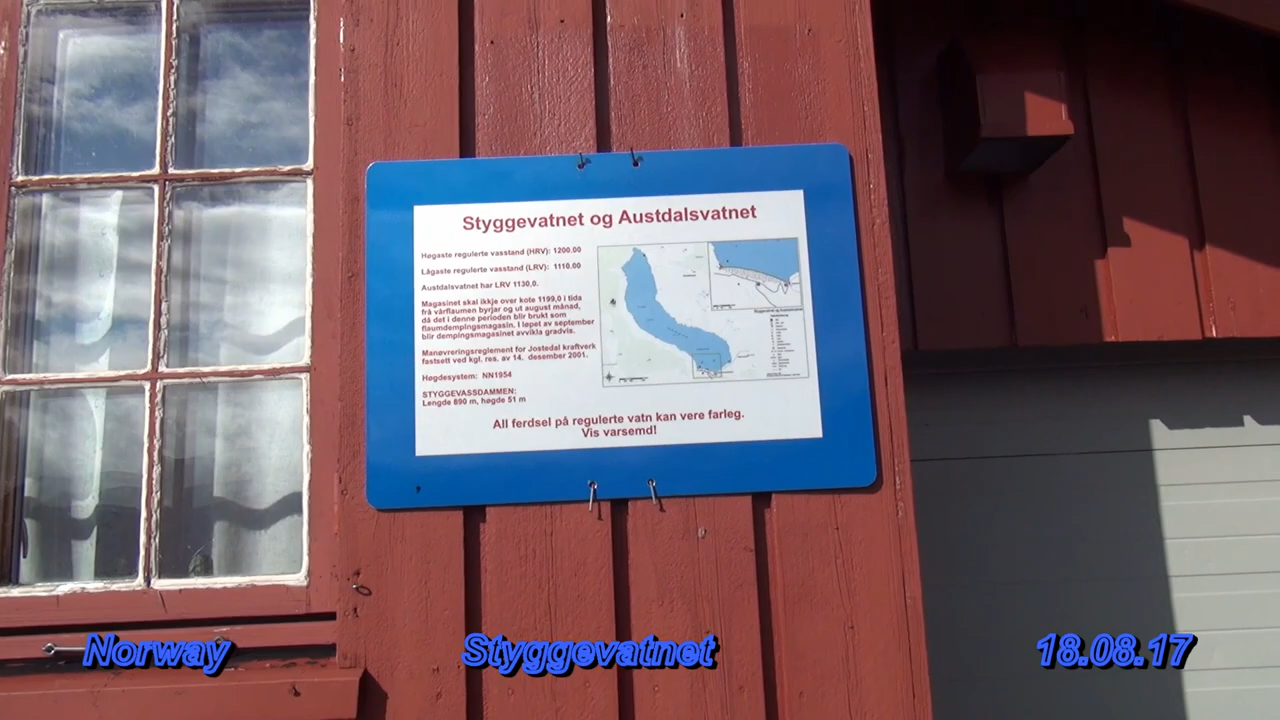 Styggevatnet og Austdalsvatnet
Høgaste regulerte vasstand (HRV): 1200.00
Lågaste regulerte vasstand (LRV): 1110.00
Austdalsvatnet har LRV 1130,0.
Magasinet skal ikkje over kote 1199,0 i tida
frå vårflaumen byrjar og ut august månad,
då det i denne perioden blir brukt som
flaumdempingsmagasin. I løpet av september
blir dempingsmagasinet avvikla gradvis.
Manøvreringsreglement for Jostedal kraftverk
fastsett ved kgl. res. av 14. desember 2001.
Høgdesystem: NN1954
STYGGEVASSDAMMEN:
Lengde 890 m, høgde 51 m
Styggevatnet og Austdalsvatnet
All ferdsel på regulerte vatn kan vere farleg.
Vis varsemd!
Norway
Styggevatnet
18.08.17